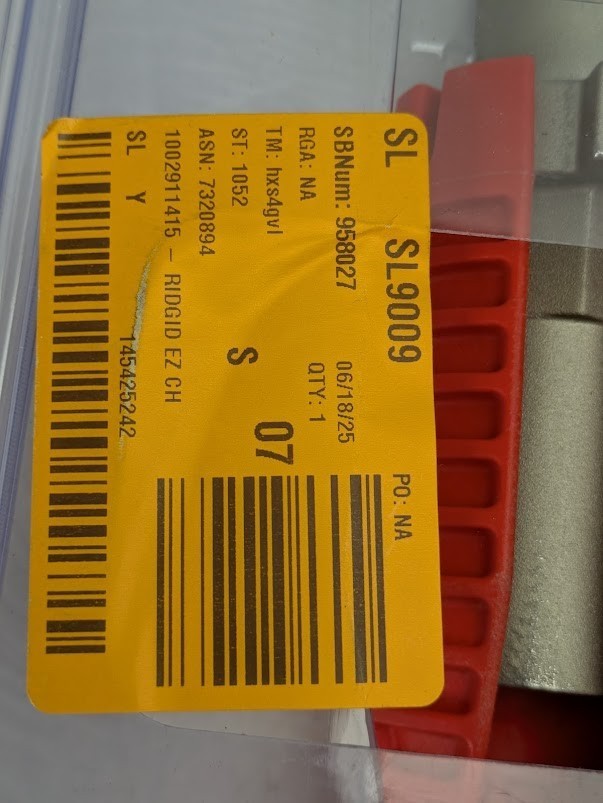 SL SL9009 PO: NA
SBNum: 958027 06/18/25
RGA: NA QTY: 1
TM: hxs4gvl 07
ST: 1052 S
ASN: 7320894
1002911415 – RIDGID EZ CH
SL Y 145425242